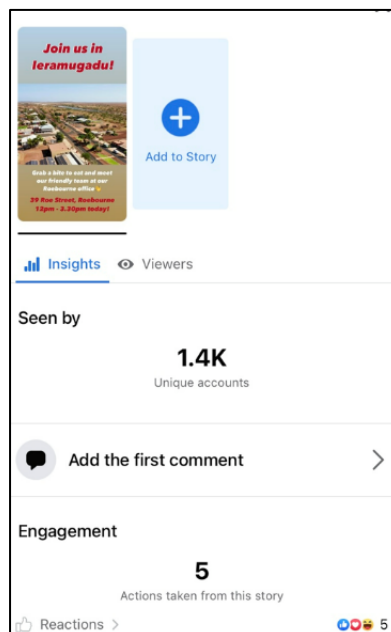 Join us in
Ieramugadu!
Grab a bite to eat and meet
our friendly team at our
Roebourne office👋
39 Roe Street, Roebourne
12pm - 3.30pm today!
Add to Story
Insights
Viewers
Seen by
1.4K
Unique accounts
Add the first comment
Engagement
5
Actions taken from this story
Reactions
5